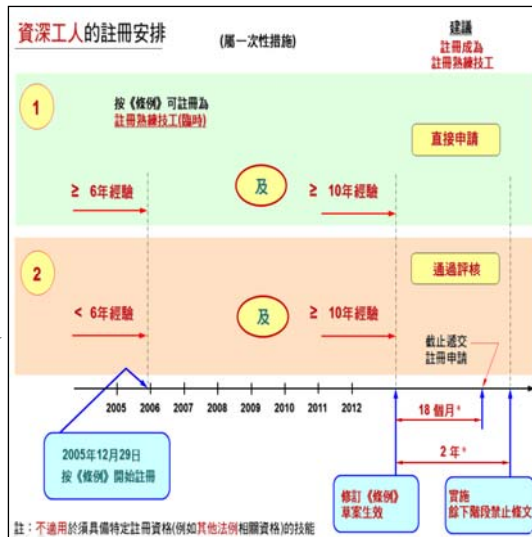 資深工人的註冊安排
(屬一次性措施)
建議
註冊成為
註冊熟練技工
1
按《條例》可註冊為
註冊熟練技工(臨時)
直接申請
≥ 6年經驗
及
≥ 10年經驗
2
通過評核
< 6年經驗
及
≥ 10年經驗
截止遞交
註冊申請
2005 2006 2007 2008 2009 2010 2011 2012
18 個月*
2 年*
2005年12月29日
按《條例》開始註冊
修訂《條例》
草案生效
實施
餘下階段禁止條文
註：不適用於須具備特定註冊資格(例如其他法例相關資格)的技能